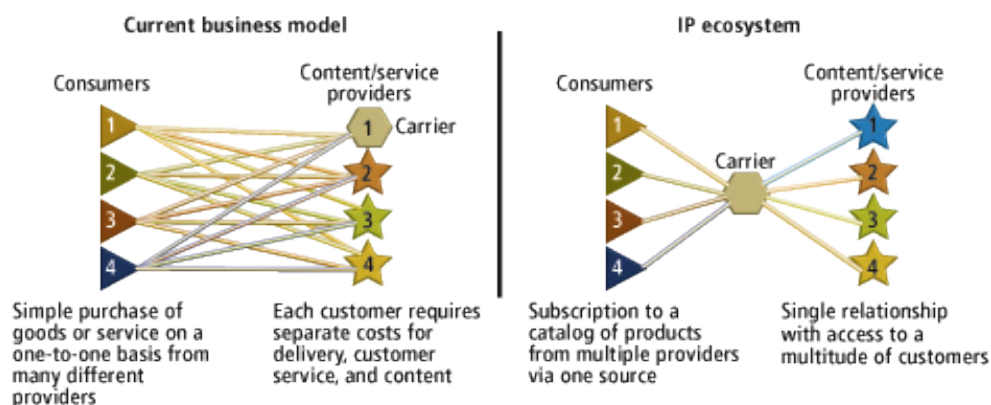 Current business model
Consumers
Content/service
providers
1
2
3
4
1
Carrier
2
3
4
Simple purchase of
goods or service on a
one-to-one basis from
many different
providers
Each customer requires
separate costs for
delivery, customer
service, and content
IP ecosystem
Consumers
Content/service
providers
1
2
3
4
Carrier
1
2
3
4
Subscription to a
catalog of products
from multiple providers
via one source
Single relationship
with access to a
multitude of customers